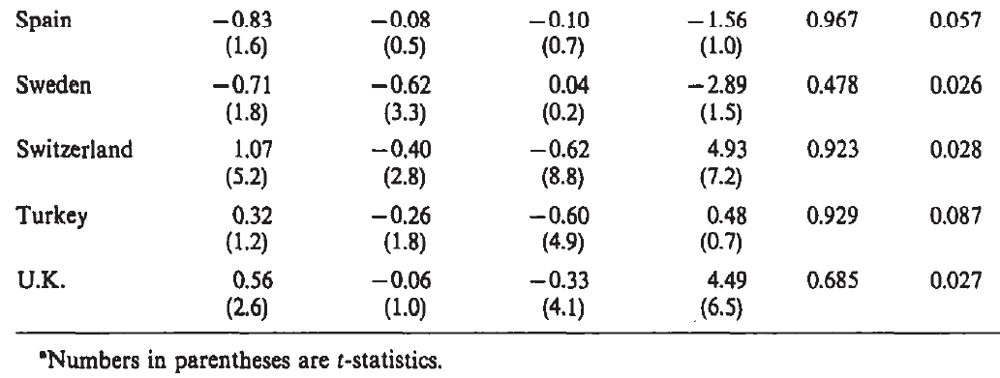 Spain −0.83 −0.08 −0.10 −1.56 0.967 0.057
(1.6) (0.5) (0.7) (1.0)
Sweden −0.71 −0.62 0.04 −2.89 0.478 0.026
(1.8) (3.3) (0.2) (1.5)
Switzerland 1.07 −0.40 −0.62 4.93 0.923 0.028
(5.2) (2.8) (8.8) (7.2)
Turkey 0.32 −0.26 −0.60 0.48 0.929 0.087
(1.2) (1.8) (4.9) (0.7)
U.K. 0.56 −0.06 −0.33 4.49 0.685 0.027
(2.6) (1.0) (4.1) (6.5)
ᵃNumbers in parentheses are t-statistics.